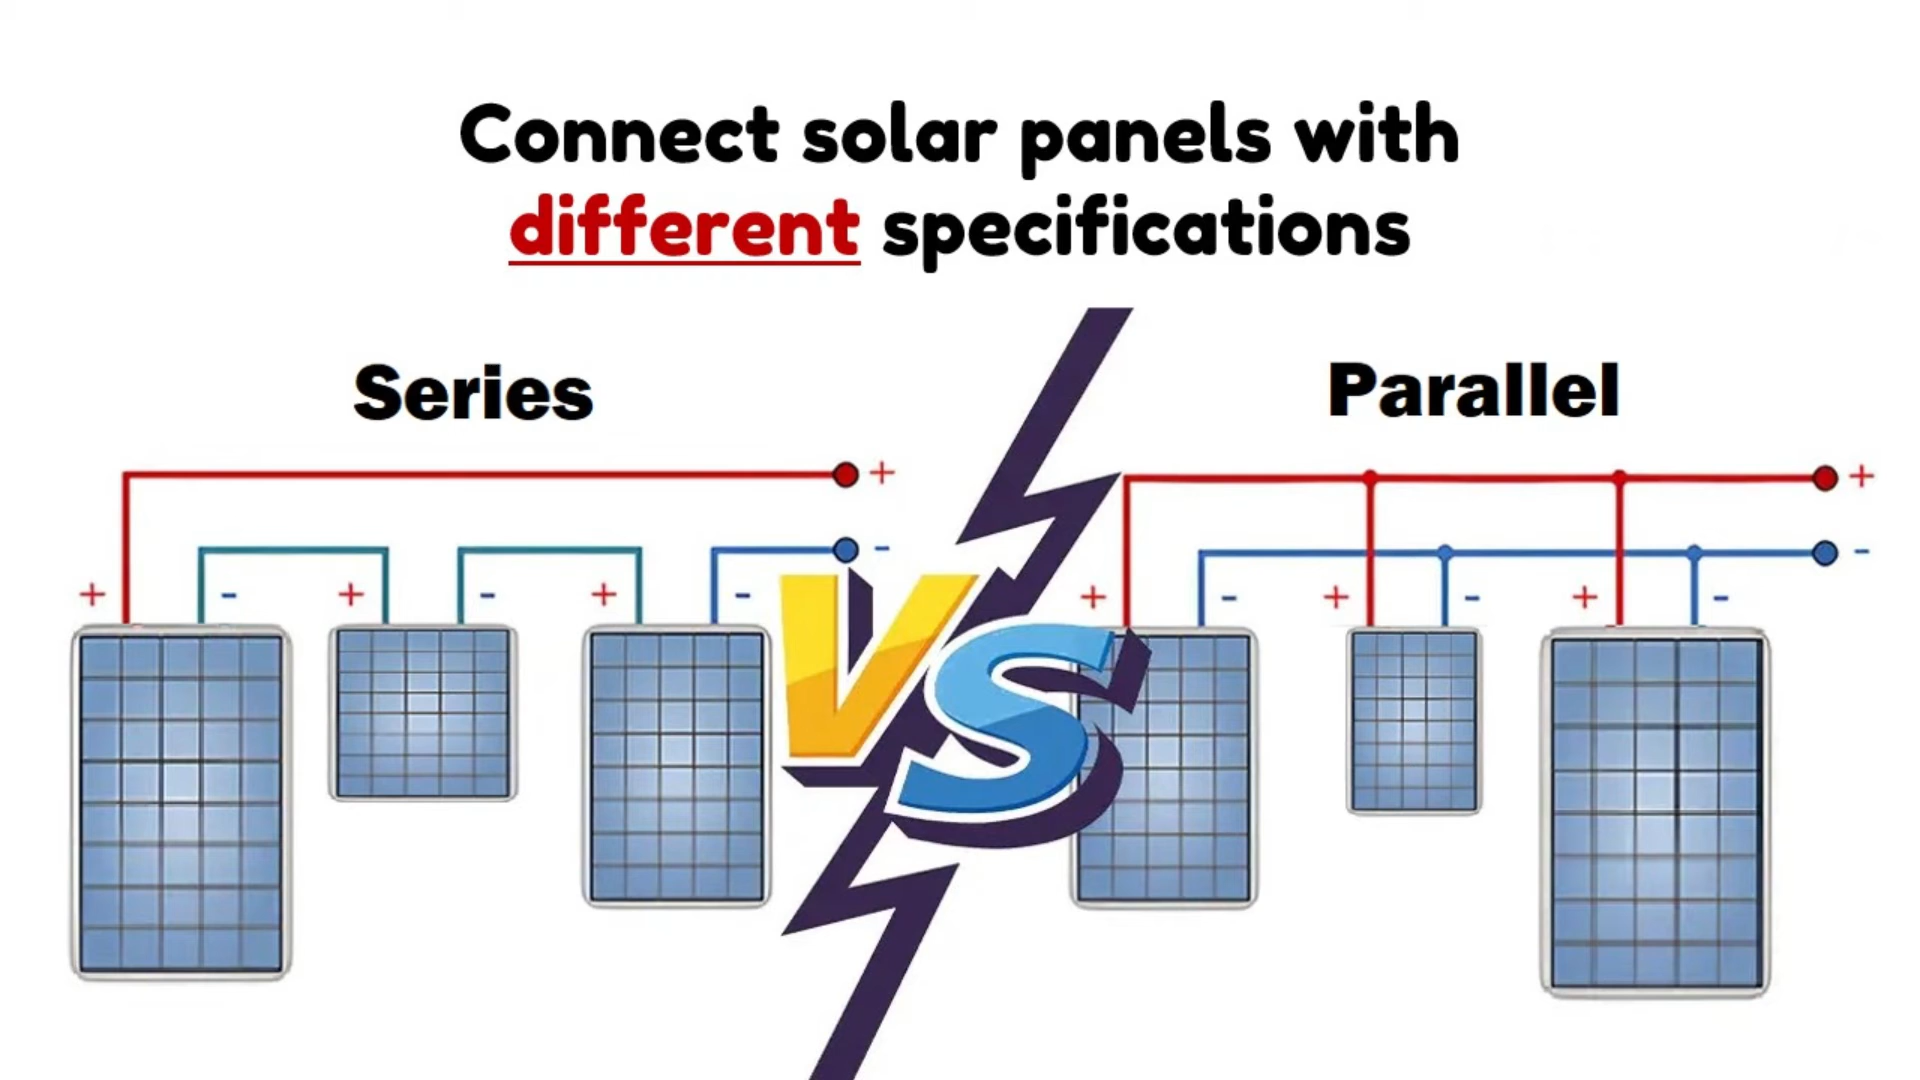 Connect solar panels with
different specifications
Series
Parallel
+
-
+
-
+ - + - + -
+ - + - + -
VS